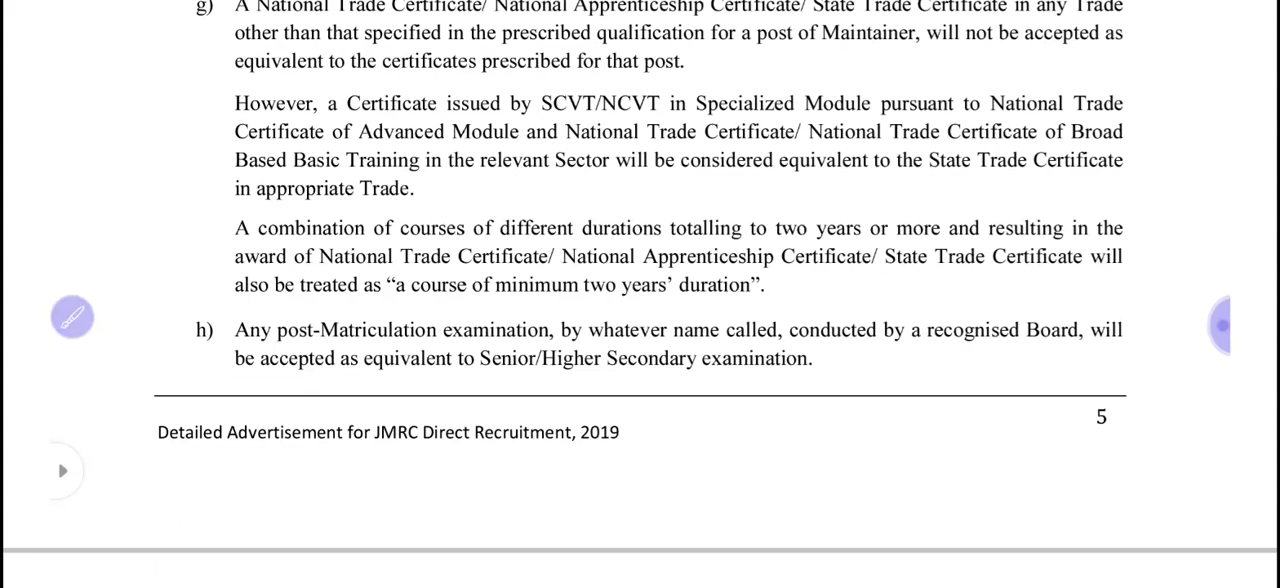 g) A National Trade Certificate/ National Apprenticeship Certificate/ State Trade Certificate in any Trade
other than that specified in the prescribed qualification for a post of Maintainer, will not be accepted as
equivalent to the certificates prescribed for that post.
However, a Certificate issued by SCVT/NCVT in Specialized Module pursuant to National Trade
Certificate of Advanced Module and National Trade Certificate/ National Trade Certificate of Broad
Based Basic Training in the relevant Sector will be considered equivalent to the State Trade Certificate
in appropriate Trade.
A combination of courses of different durations totalling to two years or more and resulting in the
award of National Trade Certificate/ National Apprenticeship Certificate/ State Trade Certificate will
also be treated as “a course of minimum two years’ duration”.
h) Any post-Matriculation examination, by whatever name called, conducted by a recognised Board, will
be accepted as equivalent to Senior/Higher Secondary examination.
5
Detailed Advertisement for JMRC Direct Recruitment, 2019